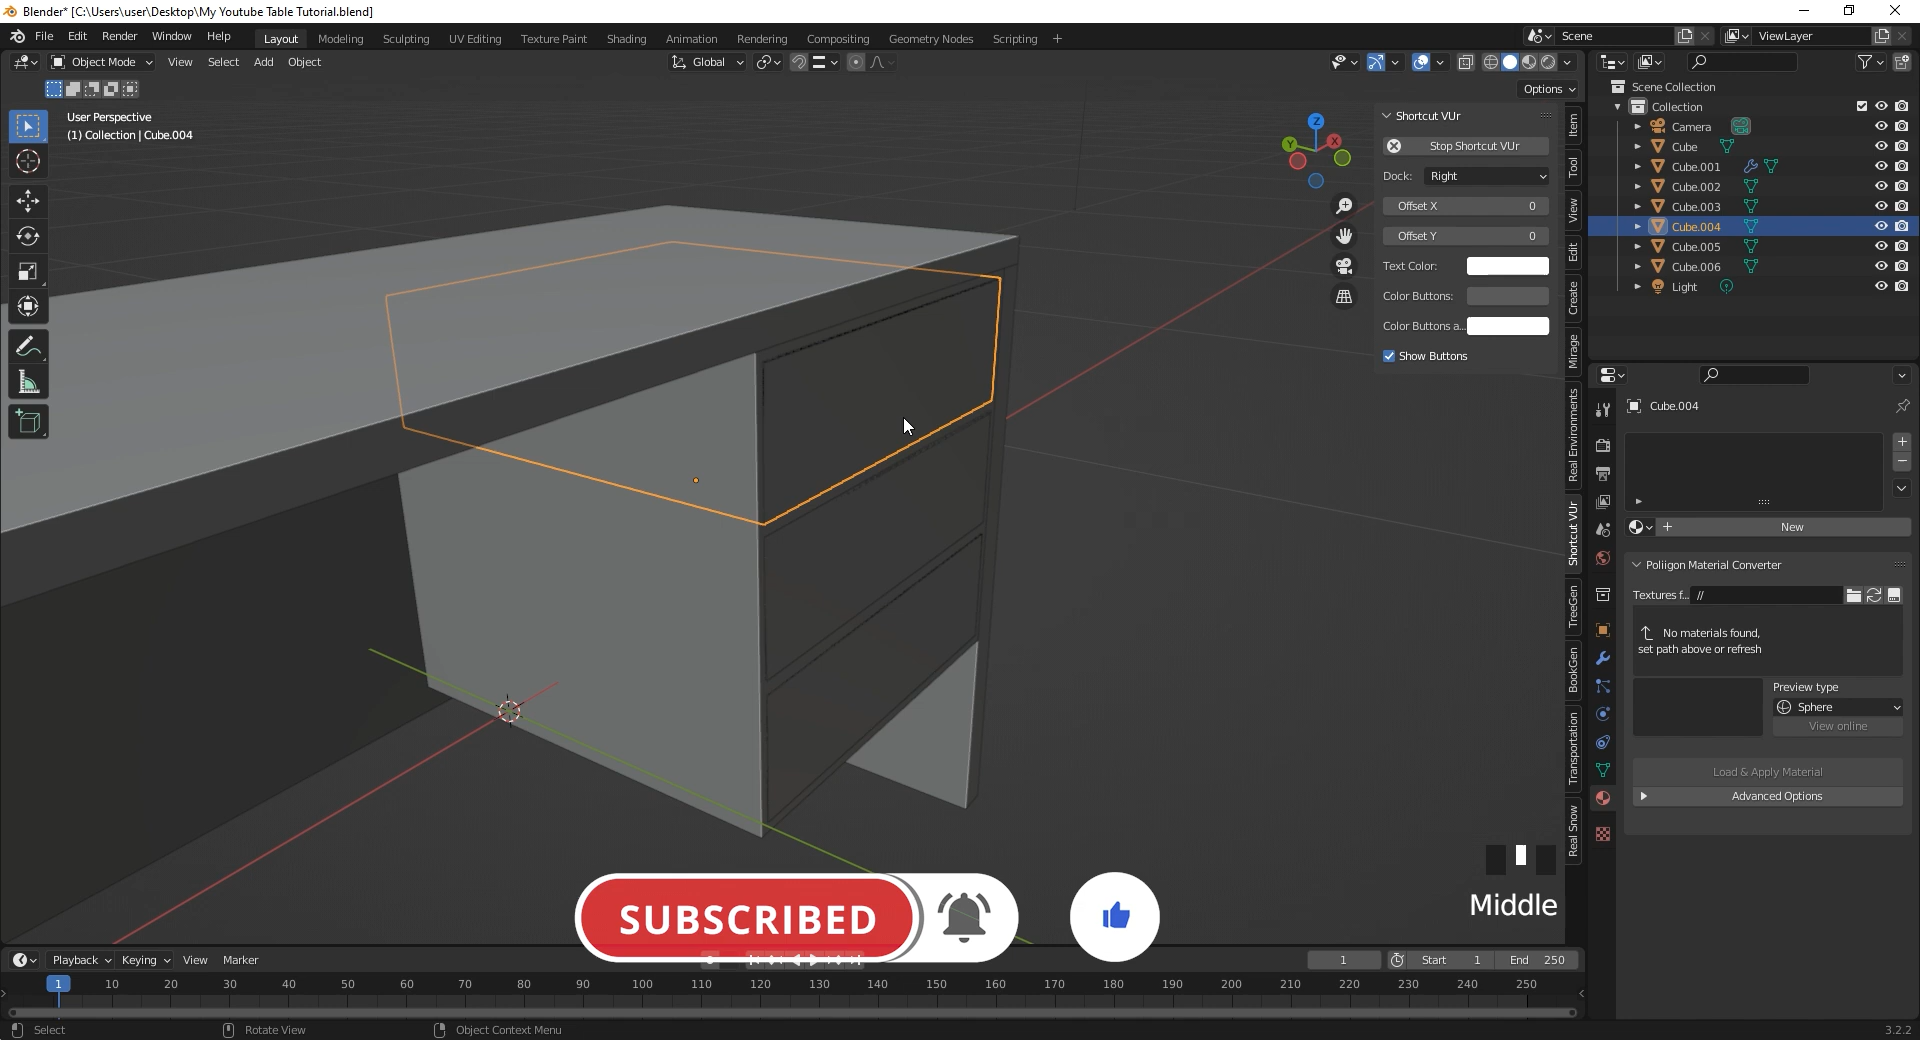 Blender* [C:\Users\user\Desktop\My Youtube Table Tutorial.blend]
File Edit Render Window Help Layout Modeling Sculpting UV Editing Texture Paint Shading Animation Rendering Compositing Geometry Nodes Scripting + Scene ViewLayer
Object Mode View Select Add Object Global
Options
User Perspective
(1) Collection | Cube.004
Z
Y
X
Shortcut VUr
Stop Shortcut VUr
Dock: Right
Offset X 0
Offset Y 0
Text Color:
Color Buttons:
Color Buttons a...
Show Buttons
Item
Tool
View
Edit
Create
Mirage
Real Environments
Shortcut VUr
TreeGen
BookGen
Transportation
Real Snow
Scene Collection
Collection
Camera
Cube
Cube.001
Cube.002
Cube.003
Cube.004
Cube.005
Cube.006
Light
Cube.004
New
Poliigon Material Converter
Textures f... //
No materials found,
set path above or refresh
Preview type
Sphere
View online
Load & Apply Material
Advanced Options
Middle
SUBSCRIBED
Playback Keying View Marker 1 Start 1 End 250
1 10 20 30 40 50 60 70 80 90 100 110 120 130 140 150 160 170 180 190 200 210 220 230 240 250
Select Rotate View Object Context Menu 3.2.2